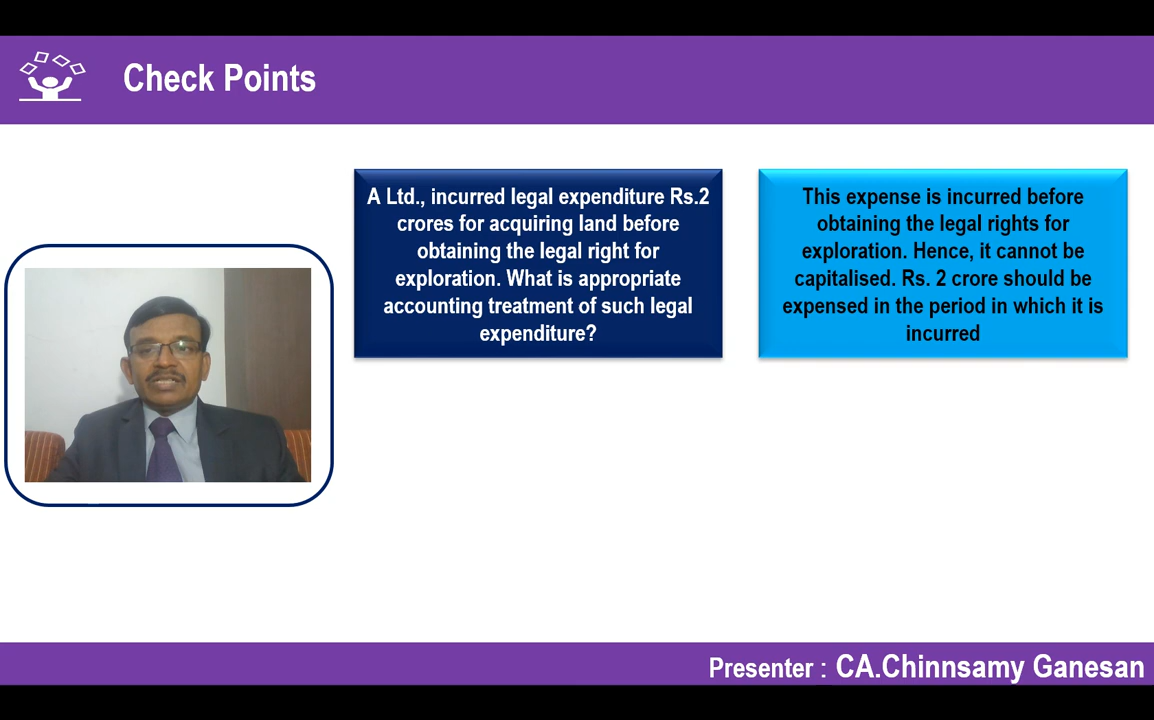 Check Points
A Ltd., incurred legal expenditure Rs.2
crores for acquiring land before
obtaining the legal right for
exploration. What is appropriate
accounting treatment of such legal
expenditure?
This expense is incurred before
obtaining the legal rights for
exploration. Hence, it cannot be
capitalised. Rs. 2 crore should be
expensed in the period in which it is
incurred
Presenter : CA.Chinnsamy Ganesan